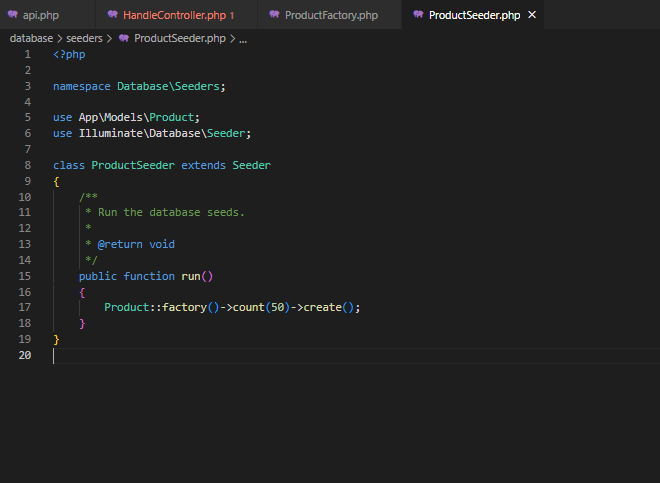 api.php HandleController.php 1 ProductFactory.php ProductSeeder.php ×
database > seeders > ProductSeeder.php > ...
1 <?php
2
3 namespace Database\Seeders;
4
5 use App\Models\Product;
6 use Illuminate\Database\Seeder;
7
8 class ProductSeeder extends Seeder
9 {
10 /**
11 * Run the database seeds.
12 *
13 * @return void
14 */
15 public function run()
16 {
17 Product::factory()->count(50)->create();
18 }
19 }
20